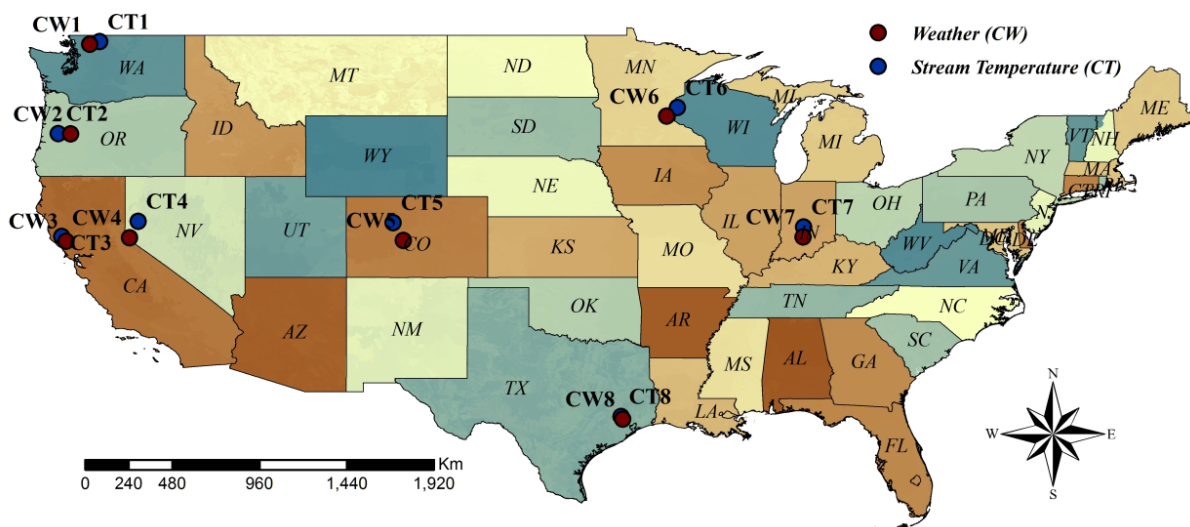 CW1 CT1
Weather (CW)
WA MT ND MN
Stream Temperature (CT)
CW6 CT6 MI ME
CW2 CT2 OR ID SD WI MI VT NH
WY NY MA
IA CT RI
NE PA
CW3 CW4 CT4 CT5 IL CW7 CT7 OH
CT3 NV UT CW5 CO IN WV
KS MO KY VA
CA
TN NC
AZ NM OK AR SC
MS AL GA
TX
CW8 CT8 LA
FL
N
W E
S
Km
0 240 480 960 1,440 1,920